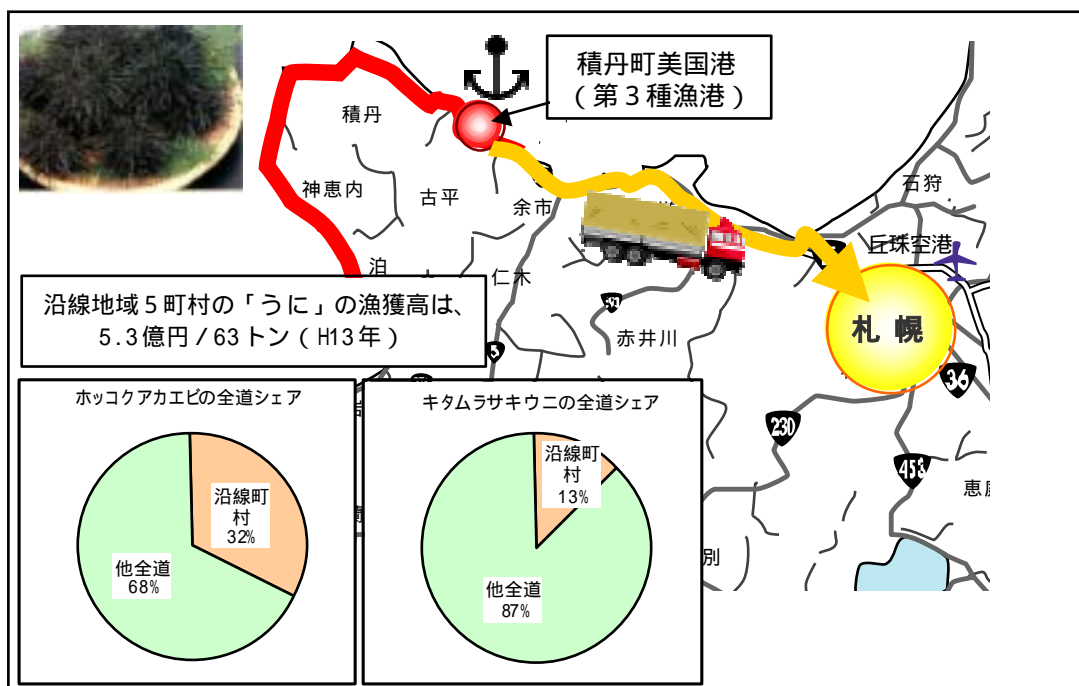 積丹町美国港
（第３種漁港）
積丹
神恵内
古平
余市
石狩
丘珠空港
泊
仁木
赤井川
札 幌
沿線地域５町村の「うに」の漁獲高は、
5.3億円／63トン（H13年）
5
36
230
453
恵
別
ホッコクアカエビの全道シェア
沿線町
村
32%
他全道
68%
キタムラサキウニの全道シェア
沿線町
村
13%
他全道
87%